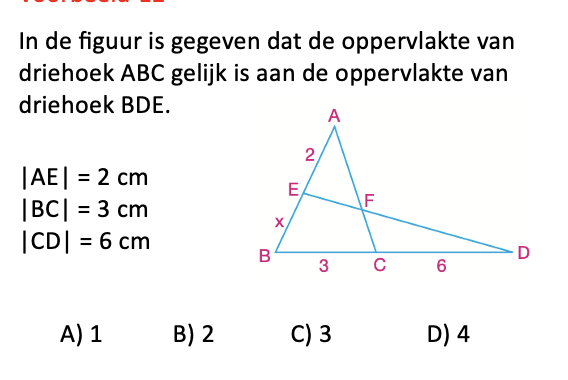 In de figuur is gegeven dat de oppervlakte van
driehoek ABC gelijk is aan de oppervlakte van
driehoek BDE.
A
2
|AE| = 2 cm
E
F
|BC| = 3 cm
x
|CD| = 6 cm
B
3
C
6
D
A) 1 B) 2 C) 3 D) 4